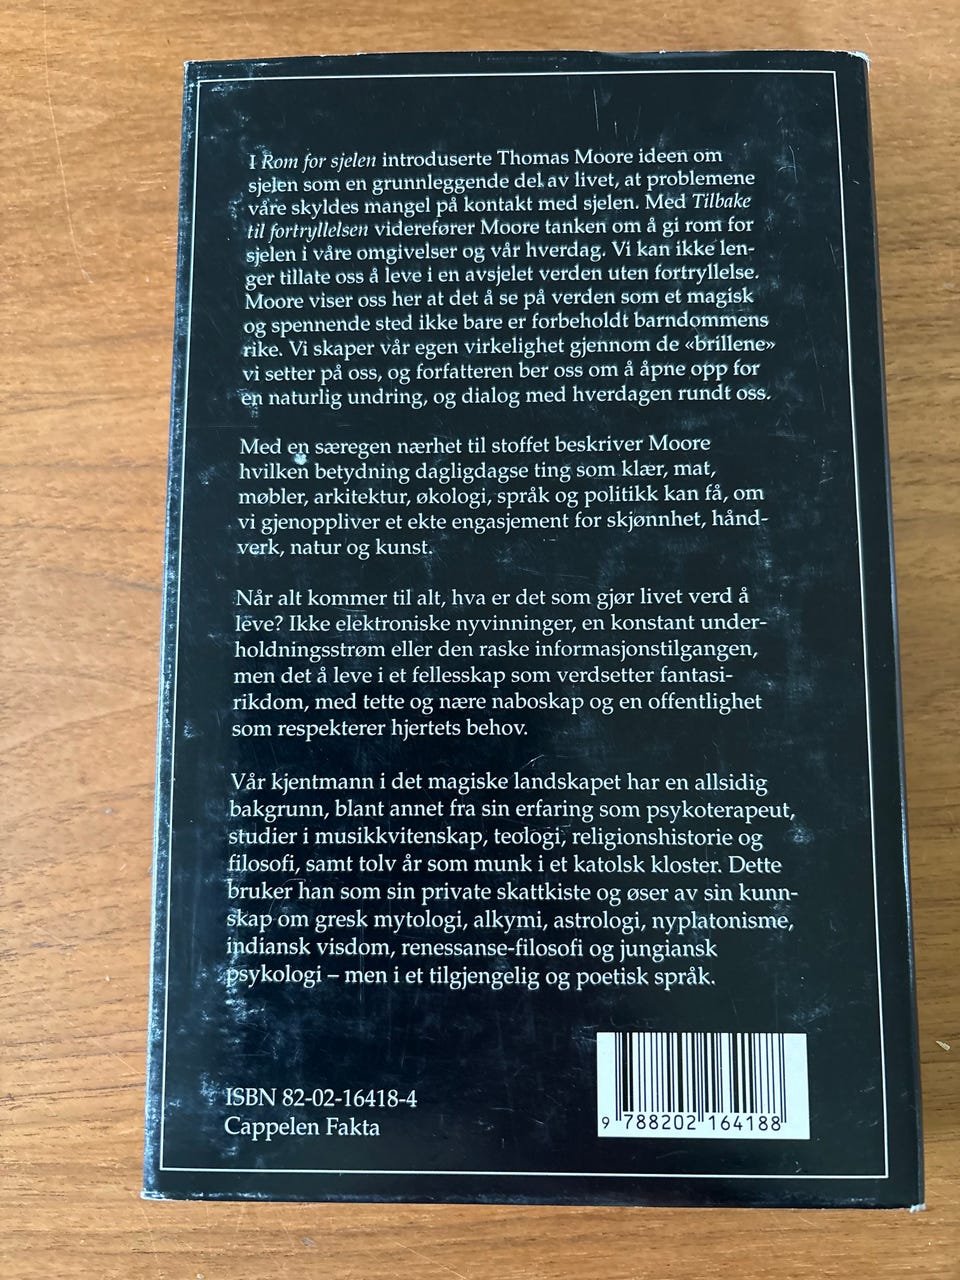 I Rom for sjelen introduserte Thomas Moore ideen om
sjelen som en grunnleggende del av livet, at problemene
våre skyldes mangel på kontakt med sjelen. Med Tilbake
til fortryllelsen viderefører Moore tanken om å gi rom for
sjelen i våre omgivelser og vår hverdag. Vi kan ikke len-
ger tillate oss å leve i en avsjelet verden uten fortryllelse.
Moore viser oss her at det å se på verden som et magisk
og spennende sted ikke bare er forbeholdt barndommens
rike. Vi skaper vår egen virkelighet gjennom de «brillene»
vi setter på oss, og forfatteren ber oss om å åpne opp for
en naturlig undring, og dialog med hverdagen rundt oss.
Med en særegen nærhet til stoffet beskriver Moore
hvilken betydning dagligdagse ting som klær, mat,
møbler, arkitektur, økologi, språk og politikk kan få, om
vi gjenoppliver et ekte engasjement for skjønnhet, hånd-
verk, natur og kunst.
Når alt kommer til alt, hva er det som gjør livet verd å
leve? Ikke elektroniske nyvinninger, en konstant under-
holdningsstrøm eller den raske informasjonstilgangen,
men det å leve i et fellesskap som verdsetter fantasi-
rikdom, med tette og nære naboskap og en offentlighet
som respekterer hjertets behov.
Vår kjentmann i det magiske landskapet har en allsidig
bakgrunn, blant annet fra sin erfaring som psykoterapeut,
studier i musikkvitenskap, teologi, religionshistorie og
filosofi, samt tolv år som munk i et katolsk kloster. Dette
bruker han som sin private skattkiste og øser av sin kunn-
skap om gresk mytologi, alkymi, astrologi, nyplatonisme,
indiansk visdom, renessanse-filosofi og jungiansk
psykologi – men i et tilgjengelig og poetisk språk.
ISBN 82-02-16418-4
Cappelen Fakta
9 788202 164188